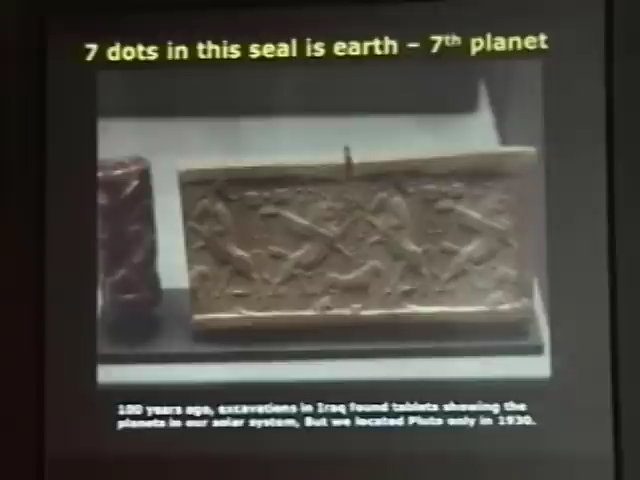 7 dots in this seal is earth – 7th planet
100 years ago, excavations in Iraq found tablets showing the
planets in our solar system, But we located Pluto only in 1930.